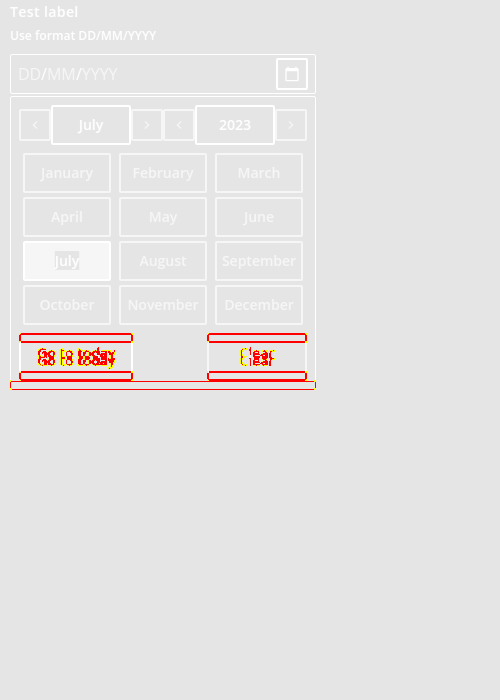 Test label
Use format DD/MM/YYYY
DD/MM/YYYY
July 2023
January February March
April May June
July August September
October November December
Go to today Clear